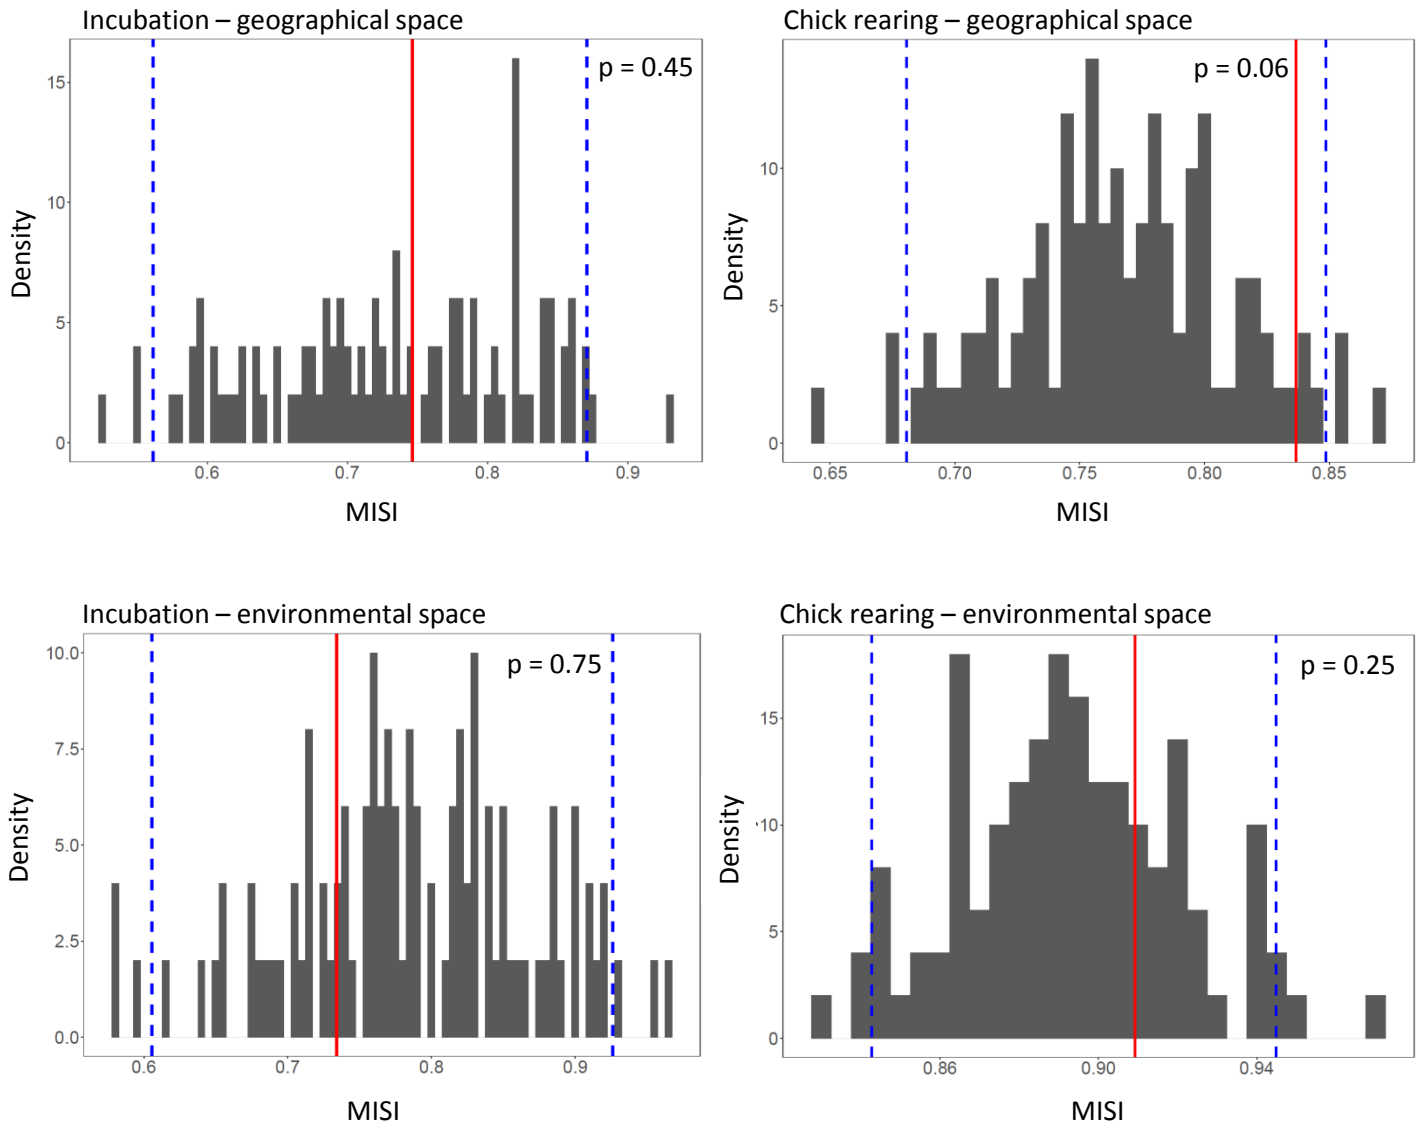 Incubation – geographical space
p = 0.45
15
10
5
0
Density
0.6 0.7 0.8 0.9
MISI
Chick rearing – geographical space
p = 0.06
10
5
0
Density
0.65 0.70 0.75 0.80 0.85
MISI
Incubation – environmental space
p = 0.75
10.0
7.5
5.0
2.5
0.0
Density
0.6 0.7 0.8 0.9
MISI
Chick rearing – environmental space
p = 0.25
15
10
5
0
Density
0.86 0.90 0.94
MISI